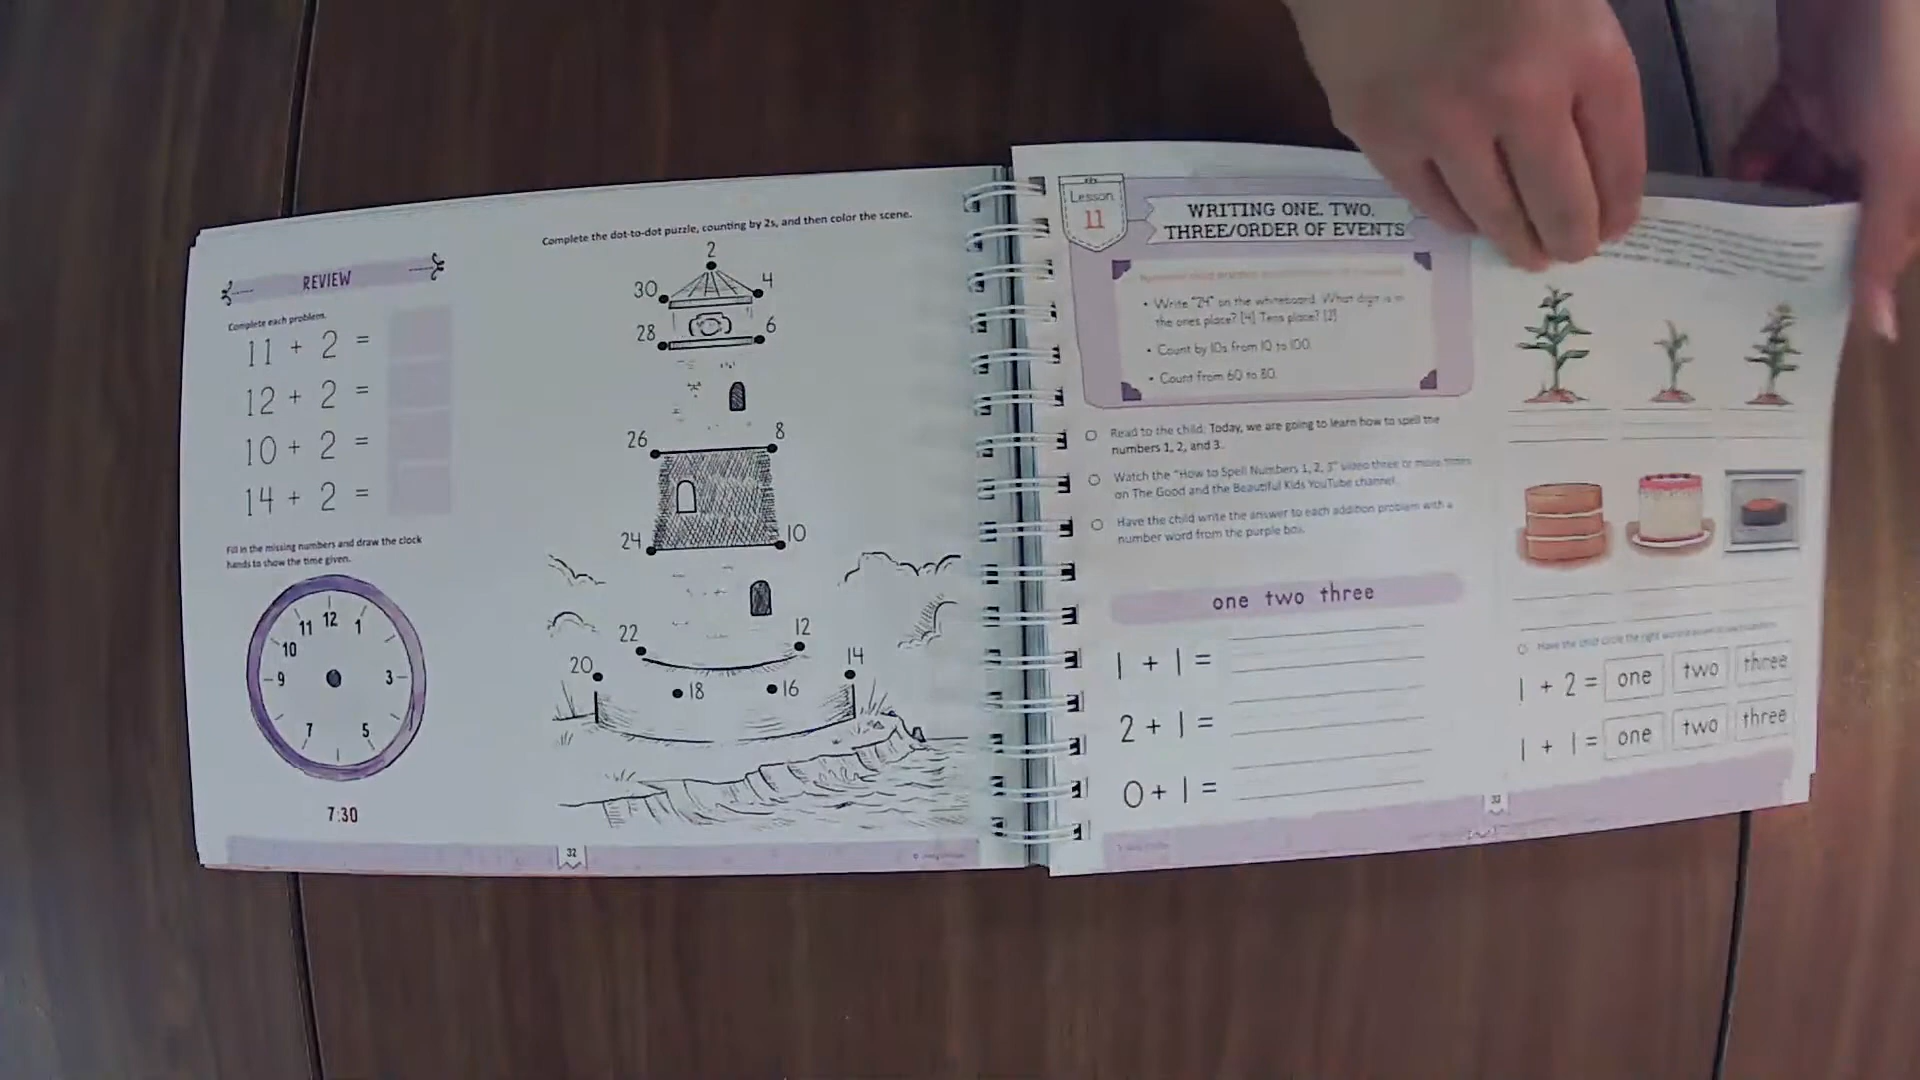 REVIEW
Complete each problem.
11 + 2 =
12 + 2 =
10 + 2 =
14 + 2 =
Fill in the missing numbers and draw the clock
hands to show the time given.
11 12 1
10
9 3
7 5
7:30
Complete the dot-to-dot puzzle, counting by 2s, and then color the scene.
2
30 4
28 6
26 8
24 10
22 12
20 14
18 16
32
Lesson
11
WRITING ONE, TWO,
THREE/ORDER OF EVENTS
• Write "24" on the whiteboard. What digit is in
the ones place? [4] Tens place? [2]
• Count by 10s from 10 to 100.
• Count from 60 to 80.
Read to the child: Today, we are going to learn how to spell the
numbers 1, 2, and 3.
Watch the "How to Spell Numbers 1, 2, 3" video three or more times
on The Good and the Beautiful Kids YouTube channel.
Have the child write the answer to each addition problem with a
number word from the purple box.
one two three
1 + 1 =
2 + 1 =
0 + 1 =
Have the child circle the right
1 + 2 = one two three
1 + 1 = one two three
33